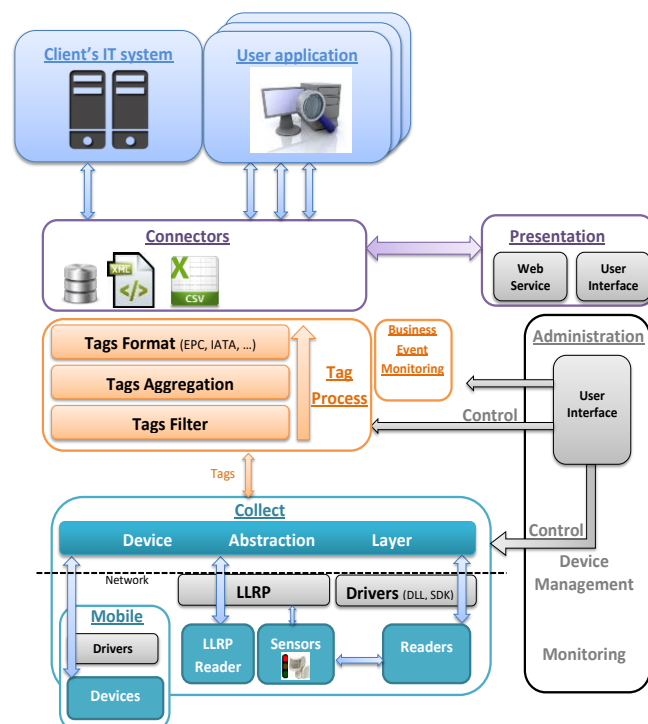 Client's IT system
User application
Connectors
XML
</>
X
CSV
Presentation
Web
Service
User
Interface
Tags Format (EPC, IATA, ...)
Tags Aggregation
Tags Filter
Tag
Process
Business
Event
Monitoring
Administration
User
Interface
Control
Tags
Collect
Device Abstraction Layer
Control
Device
Management
Network
LLRP
Drivers (DLL, SDK)
Mobile
Drivers
Devices
LLRP
Reader
Sensors
Readers
Monitoring